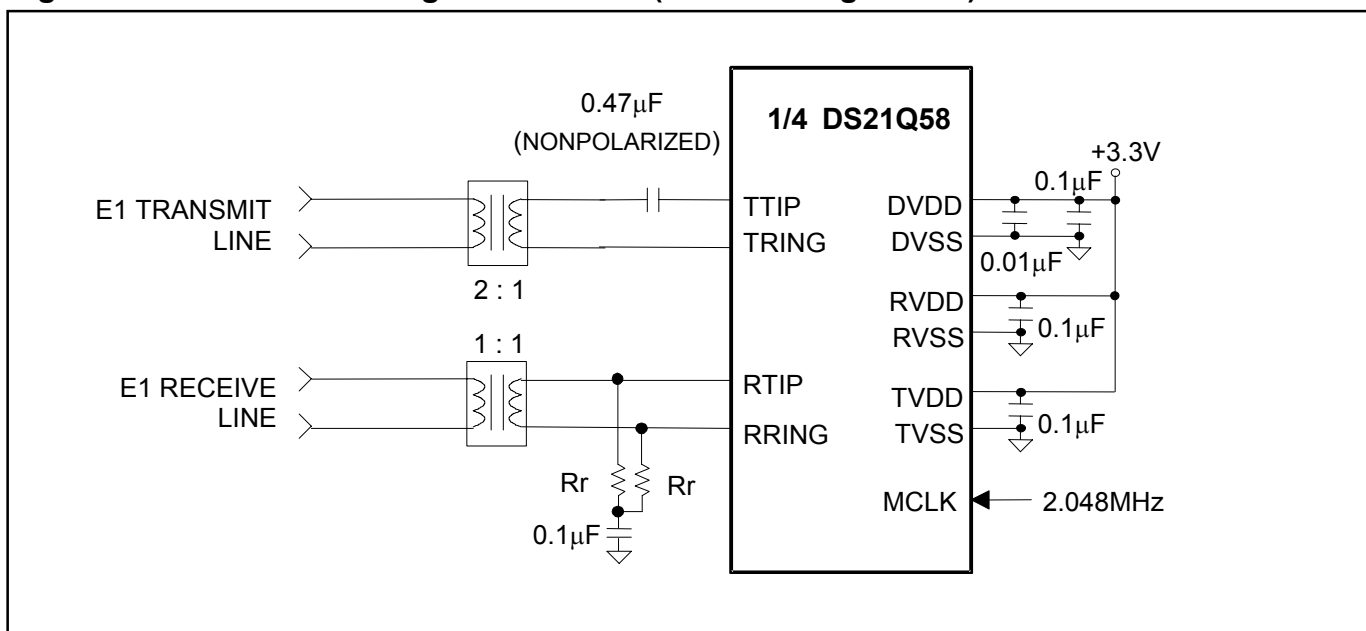 0.47µF
(NONPOLARIZED)
1/4 DS21Q58
+3.3V
0.1µF
E1 TRANSMIT
LINE
TTIP
TRING
DVDD
DVSS
0.01µF
2 : 1
RVDD
RVSS
0.1µF
1 : 1
E1 RECEIVE
LINE
RTIP
RRING
TVDD
TVSS
0.1µF
Rr
Rr
MCLK
2.048MHz
0.1µF